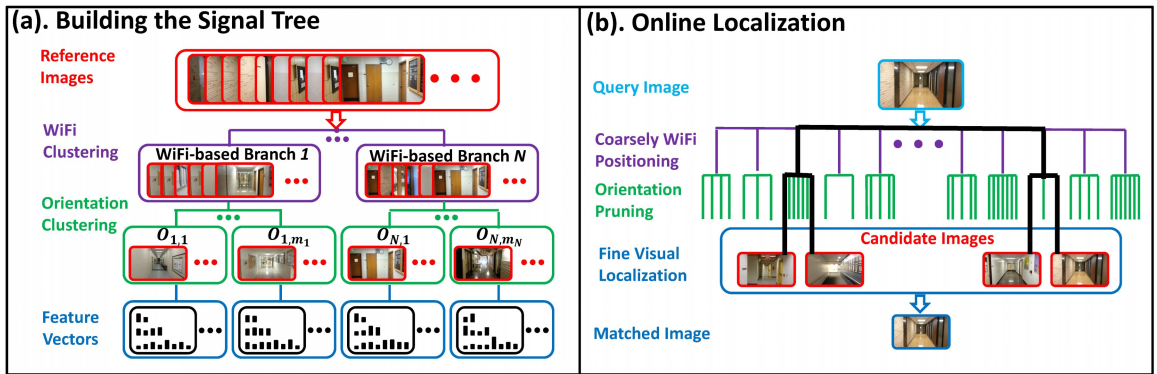 (a). Building the Signal Tree
Reference
Images
WiFi
Clustering
WiFi-based Branch 1
WiFi-based Branch N
Orientation
Clustering
O1,1
O1,m1
ON,1
ON,mN
Feature
Vectors
(b). Online Localization
Query Image
Coarsely WiFi
Positioning
Orientation
Pruning
Candidate Images
Fine Visual
Localization
Matched Image